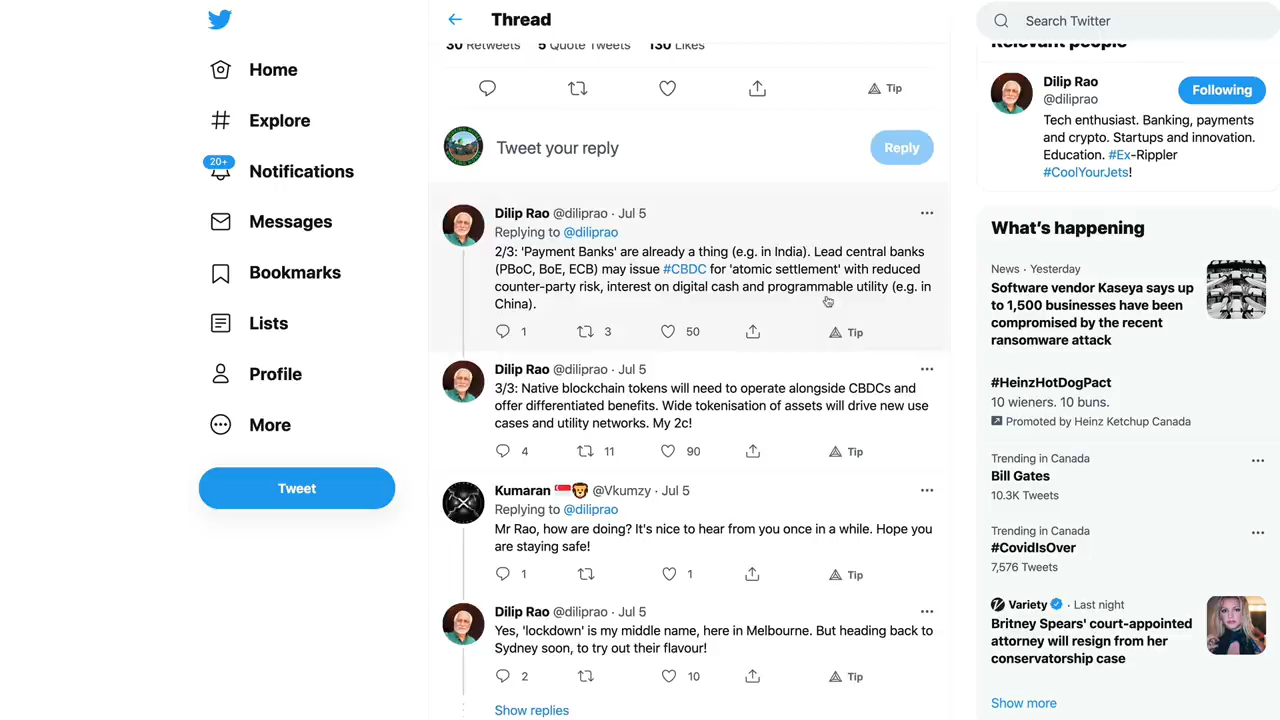 Home
Explore
20+
Notifications
Messages
Bookmarks
Lists
Profile
More
Tweet
Thread
30 Retweets 5 Quote Tweets 130 Likes
Tip
Tweet your reply
Reply
Dilip Rao @diliprao · Jul 5
Replying to @diliprao
2/3: 'Payment Banks' are already a thing (e.g. in India). Lead central banks
(PBoC, BoE, ECB) may issue #CBDC for 'atomic settlement' with reduced
counter-party risk, interest on digital cash and programmable utility (e.g. in
China).
1 3 50 Tip
Dilip Rao @diliprao · Jul 5
3/3: Native blockchain tokens will need to operate alongside CBDCs and
offer differentiated benefits. Wide tokenisation of assets will drive new use
cases and utility networks. My 2c!
4 11 90 Tip
Kumaran @Vkumzy · Jul 5
Replying to @diliprao
Mr Rao, how are doing? It's nice to hear from you once in a while. Hope you
are staying safe!
1 1 Tip
Dilip Rao @diliprao · Jul 5
Yes, 'lockdown' is my middle name, here in Melbourne. But heading back to
Sydney soon, to try out their flavour!
2 10 Tip
Show replies
Search Twitter
Relevant people
Dilip Rao
@diliprao
Following
Tech enthusiast. Banking, payments
and crypto. Startups and innovation.
Education. #Ex-Rippler
#CoolYourJets!
What's happening
News · Yesterday
Software vendor Kaseya says up
to 1,500 businesses have been
compromised by the recent
ransomware attack
#HeinzHotDogPact
10 wieners. 10 buns.
Promoted by Heinz Ketchup Canada
Trending in Canada
Bill Gates
10.3K Tweets
Trending in Canada
#CovidIsOver
7,576 Tweets
Variety · Last night
Britney Spears' court-appointed
attorney will resign from her
conservatorship case
Show more